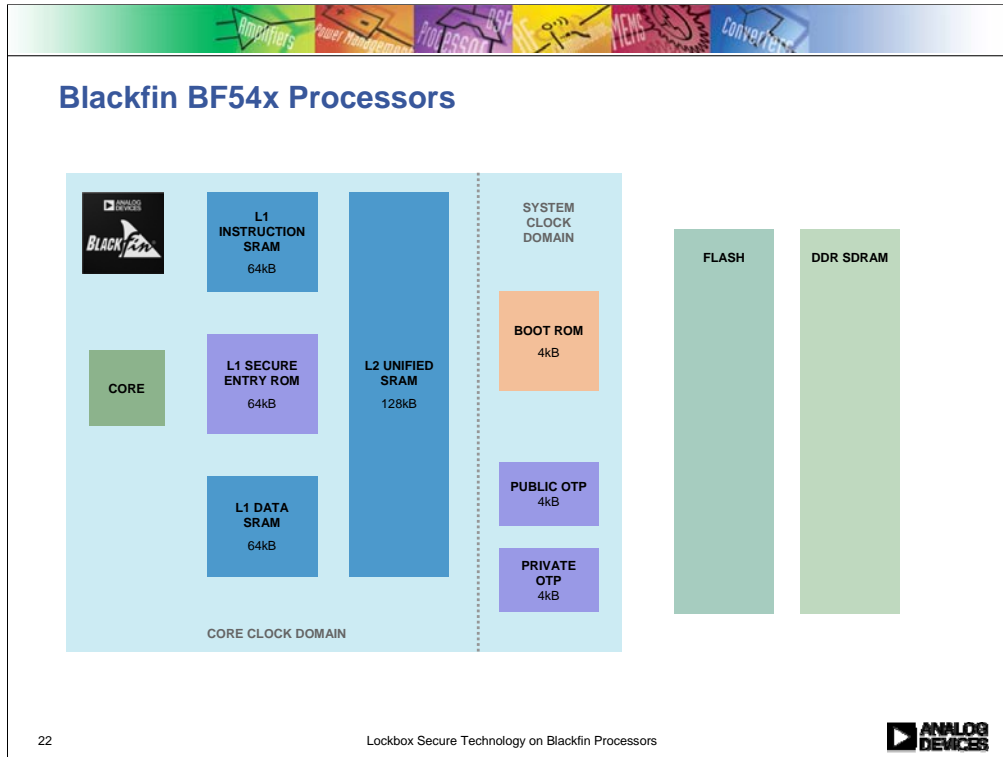 Amplifiers
Power Management
Processor
DSP
RF
MEMS
Converters
Blackfin BF54x Processors
ANALOG
DEVICES
BLACKfin
CORE
L1
INSTRUCTION
SRAM
64kB
L1 SECURE
ENTRY ROM
64kB
L1 DATA
SRAM
64kB
L2 UNIFIED
SRAM
128kB
CORE CLOCK DOMAIN
SYSTEM
CLOCK
DOMAIN
BOOT ROM
4kB
PUBLIC OTP
4kB
PRIVATE
OTP
4kB
FLASH
DDR SDRAM
22
Lockbox Secure Technology on Blackfin Processors
ANALOG
DEVICES